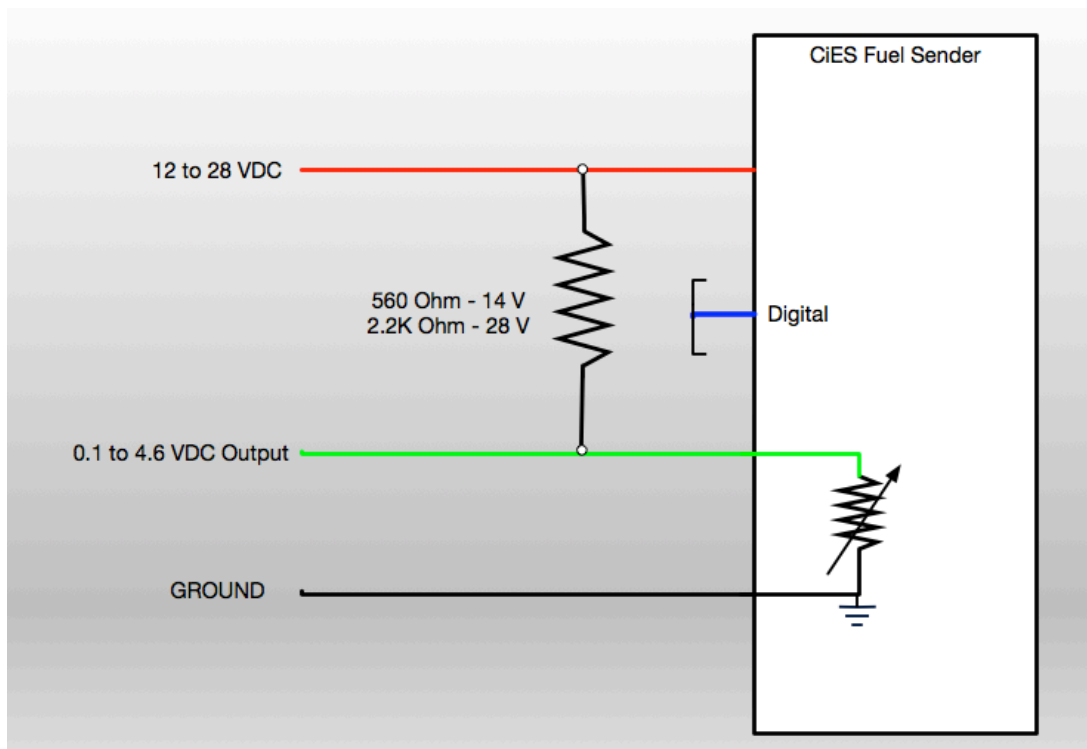 CiES Fuel Sender
12 to 28 VDC
560 Ohm - 14 V
2.2K Ohm - 28 V
Digital
0.1 to 4.6 VDC Output
GROUND